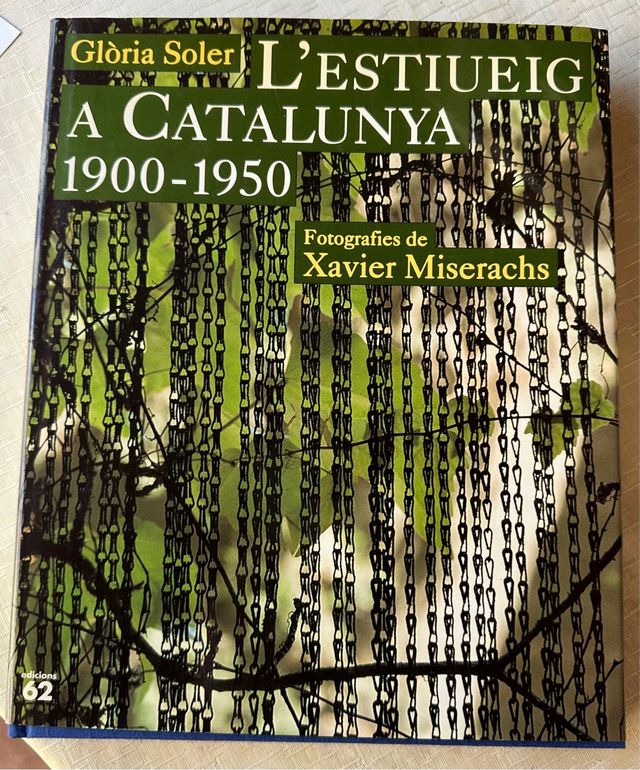 Glòria Soler
L'ESTIUEIG
A CATALUNYA
1900-1950
Fotografies de
Xavier Miserachs
edicions
62